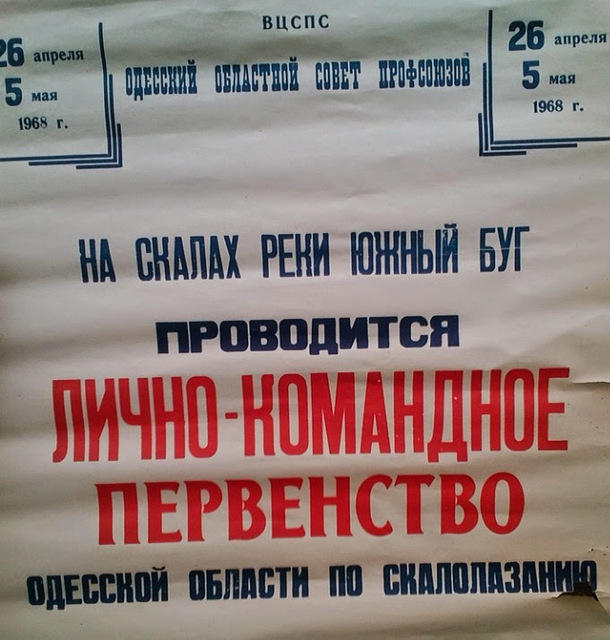 ВЦСПС
26 апреля
5 мая
1968 г.
ОДЕССКИЙ ОБЛАСТНОЙ СОВЕТ ПРОФСОЮЗОВ
26 апреля
5 мая
1968 г.
НА СКАЛАХ РЕКИ ЮЖНЫЙ БУГ
ПРОВОДИТСЯ
ЛИЧНО-КОМАНДНОЕ
ПЕРВЕНСТВО
ОДЕССКОЙ ОБЛАСТИ ПО СКАЛОЛАЗАНИЮ